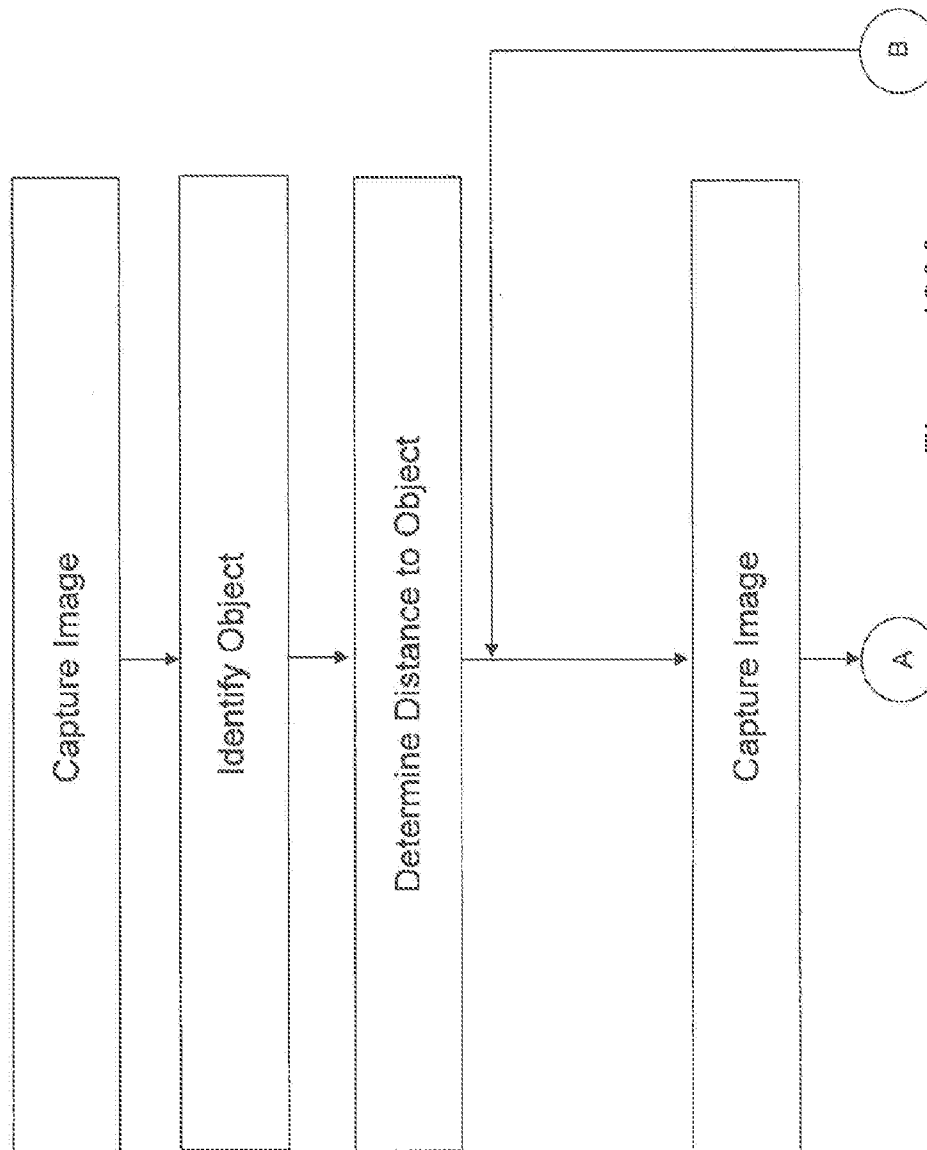 Capture Image
Identify Object
Determine Distance to Object
Capture Image
A
B